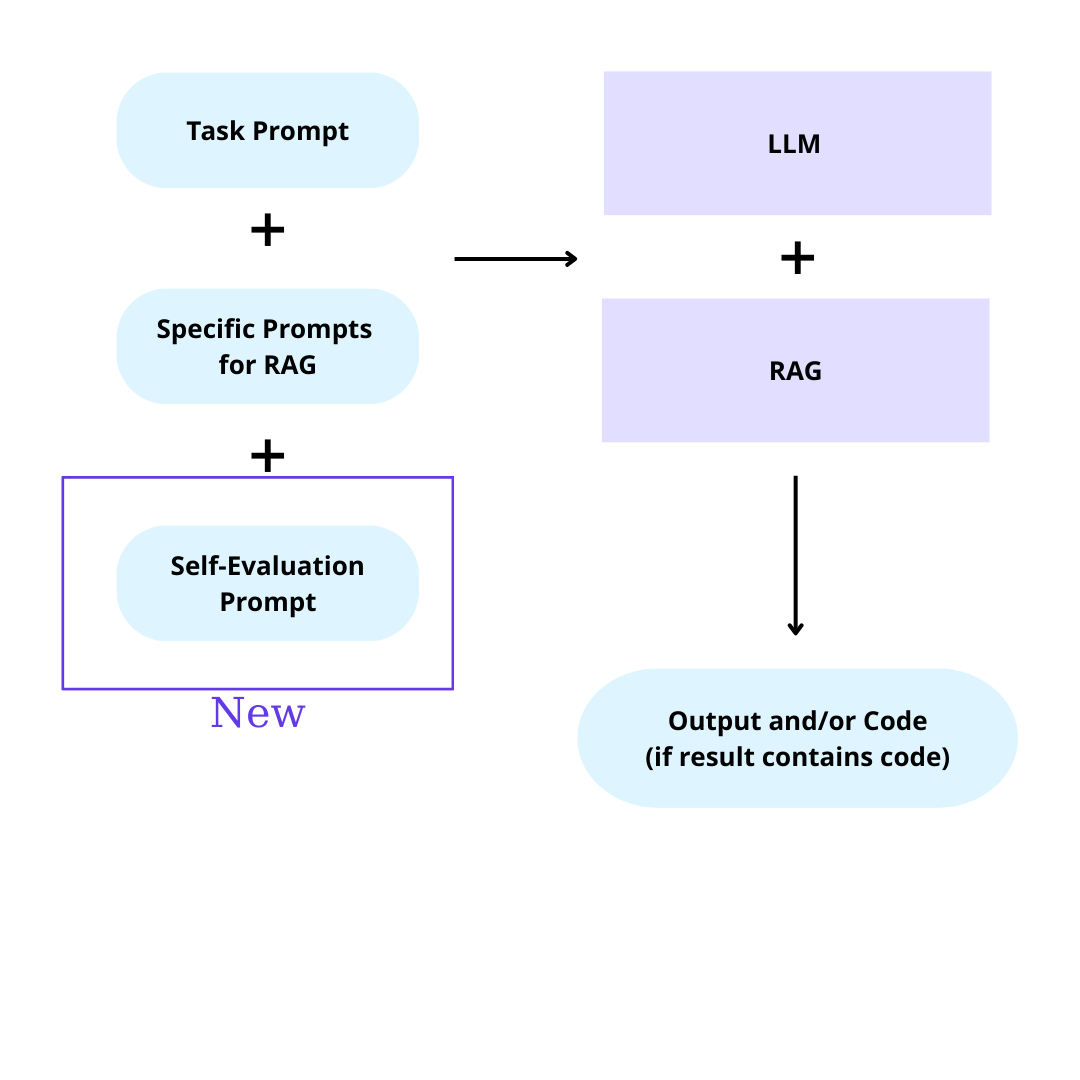 Task Prompt
+
Specific Prompts
for RAG
+
Self-Evaluation
Prompt
New
LLM
+
RAG
Output and/or Code
(if result contains code)